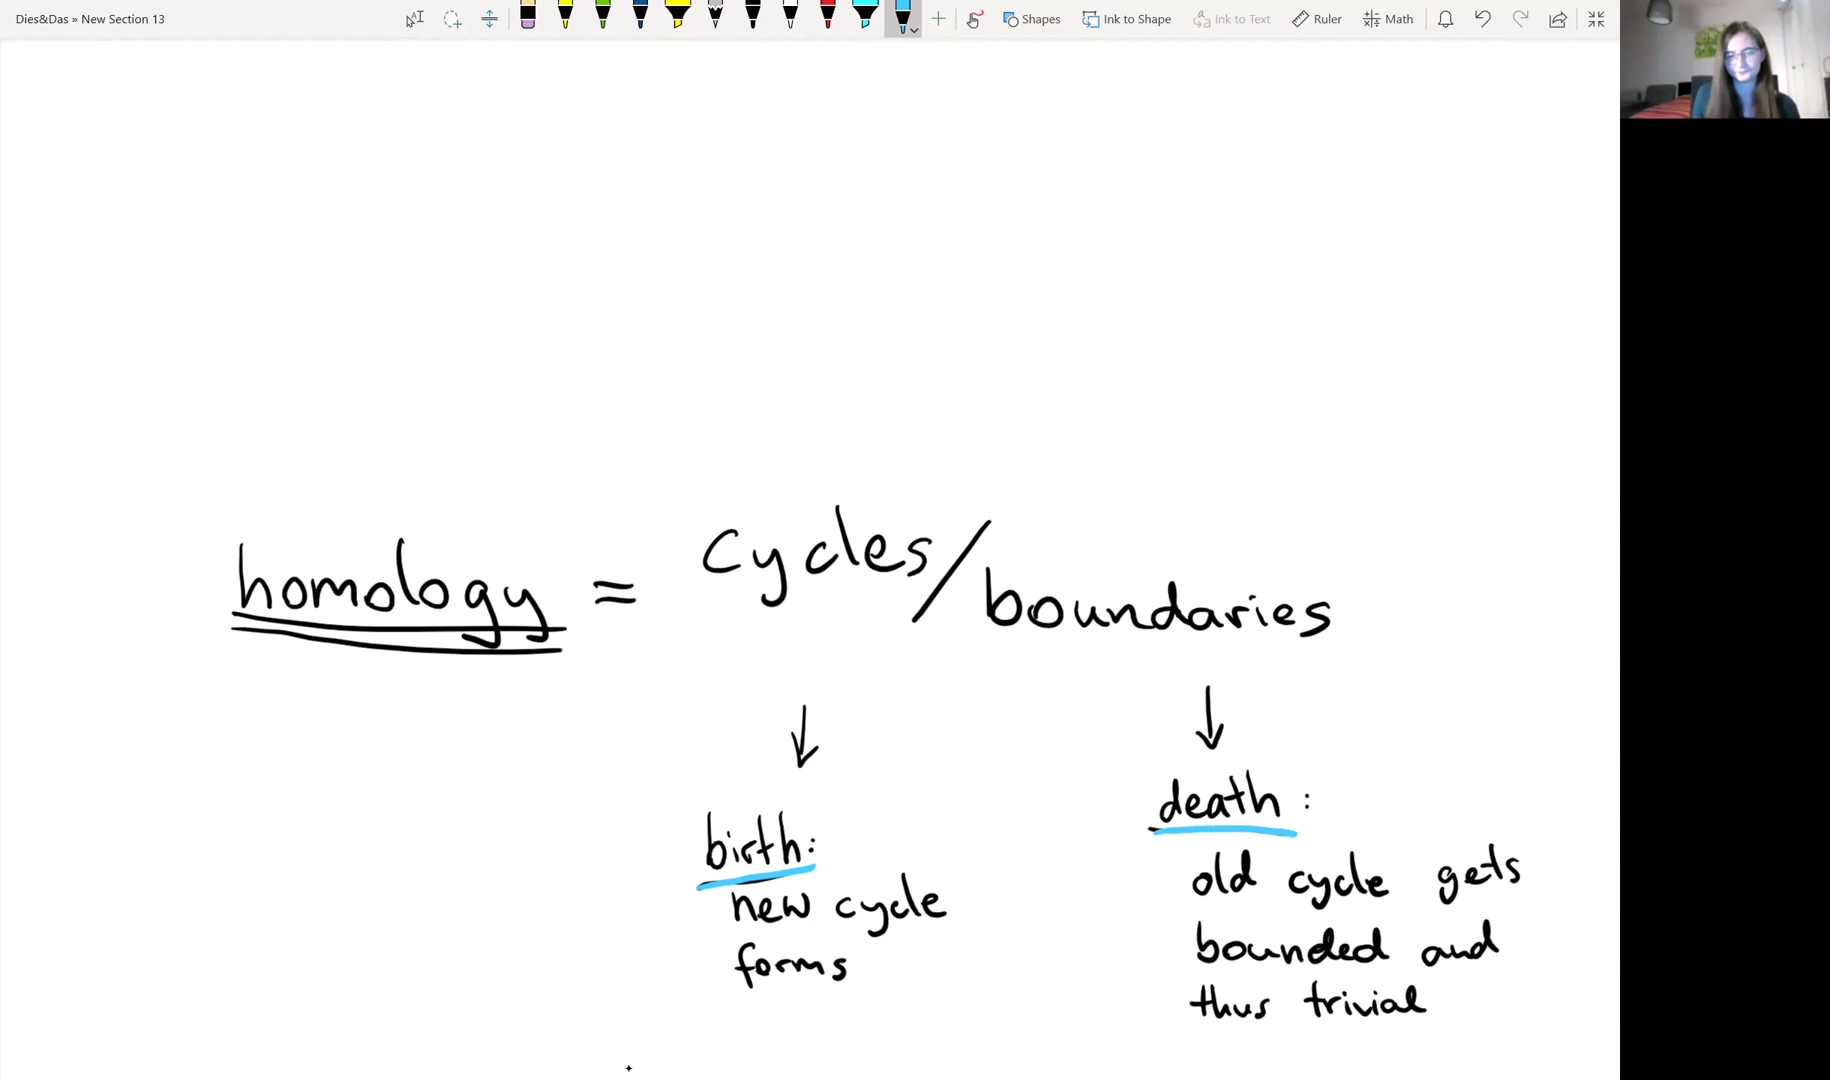 Dies&Das » New Section 13
Shapes
Ink to Shape
Ink to Text
Ruler
Math
homology = cycles/boundaries
birth:
new cycle
forms
death:
old cycle gets
bounded and
thus trivial